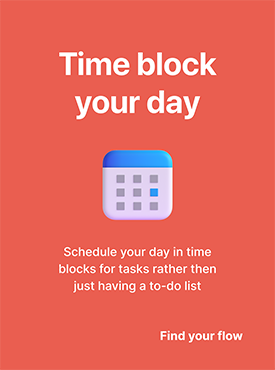 Time block
your day
Schedule your day in time
blocks for tasks rather then
just having a to-do list
Find your flow